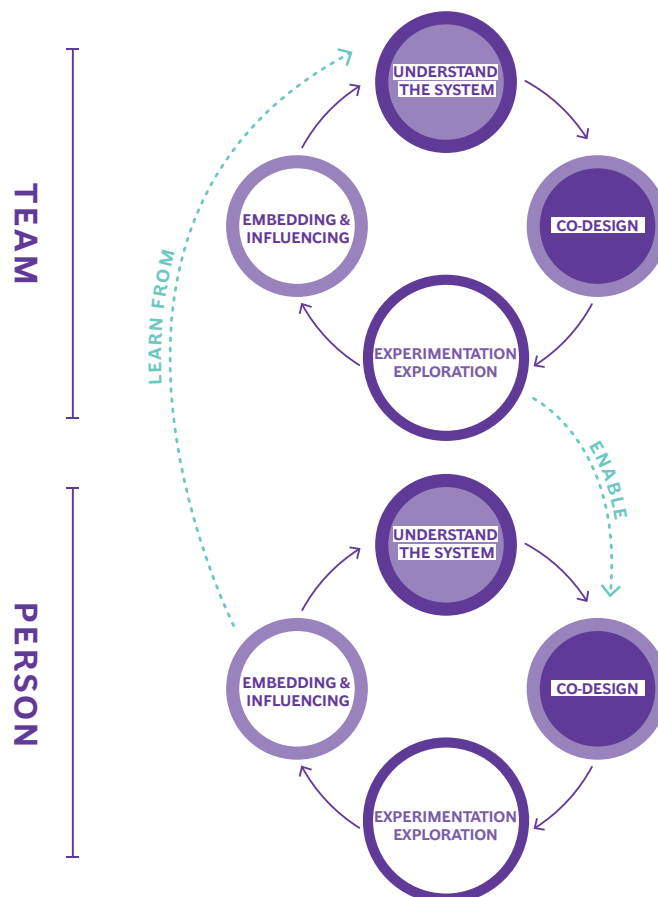 TEAM
UNDERSTAND
THE SYSTEM
EMBEDDING &
INFLUENCING
CO-DESIGN
EXPERIMENTATION
EXPLORATION
LEARN FROM
ENABLE
PERSON
UNDERSTAND
THE SYSTEM
EMBEDDING &
INFLUENCING
CO-DESIGN
EXPERIMENTATION
EXPLORATION